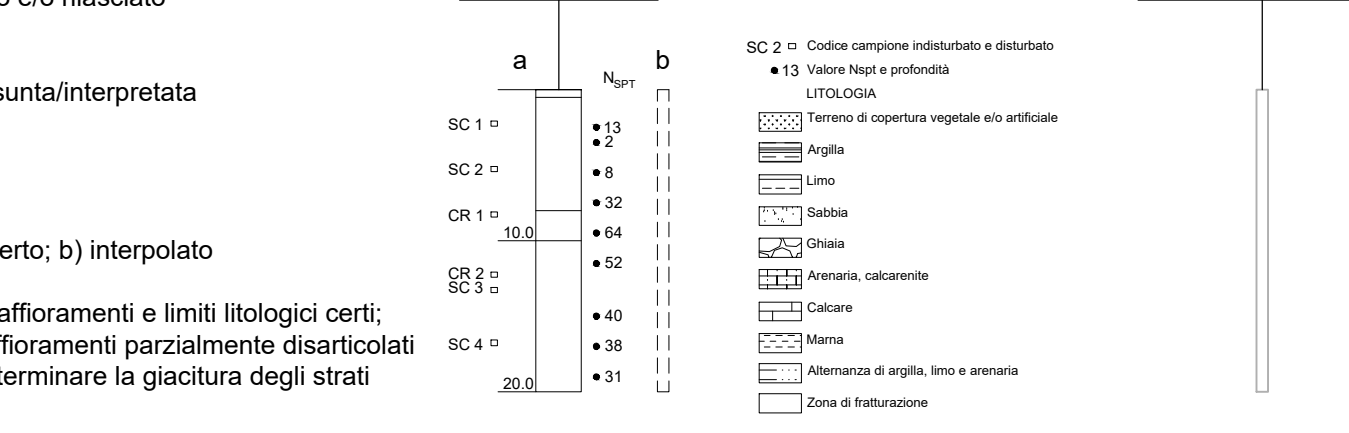 sunta/interpretata
erto; b) interpolato
affioramenti e limiti litologici certi;
ffioramenti parzialmente disarticolati
terminare la giacitura degli strati
a
b
NSPT
SC 1
13
2
SC 2
8
32
CR 1
10.0
64
52
CR 2
SC 3
40
SC 4
38
31
20.0
SC 2 Codice campione indisturbato e disturbato
13 Valore Nspt e profondità
LITOLOGIA
Terreno di copertura vegetale e/o artificiale
Argilla
Limo
Sabbia
Ghiaia
Arenaria, calcarenite
Calcare
Marna
Alternanza di argilla, limo e arenaria
Zona di fratturazione